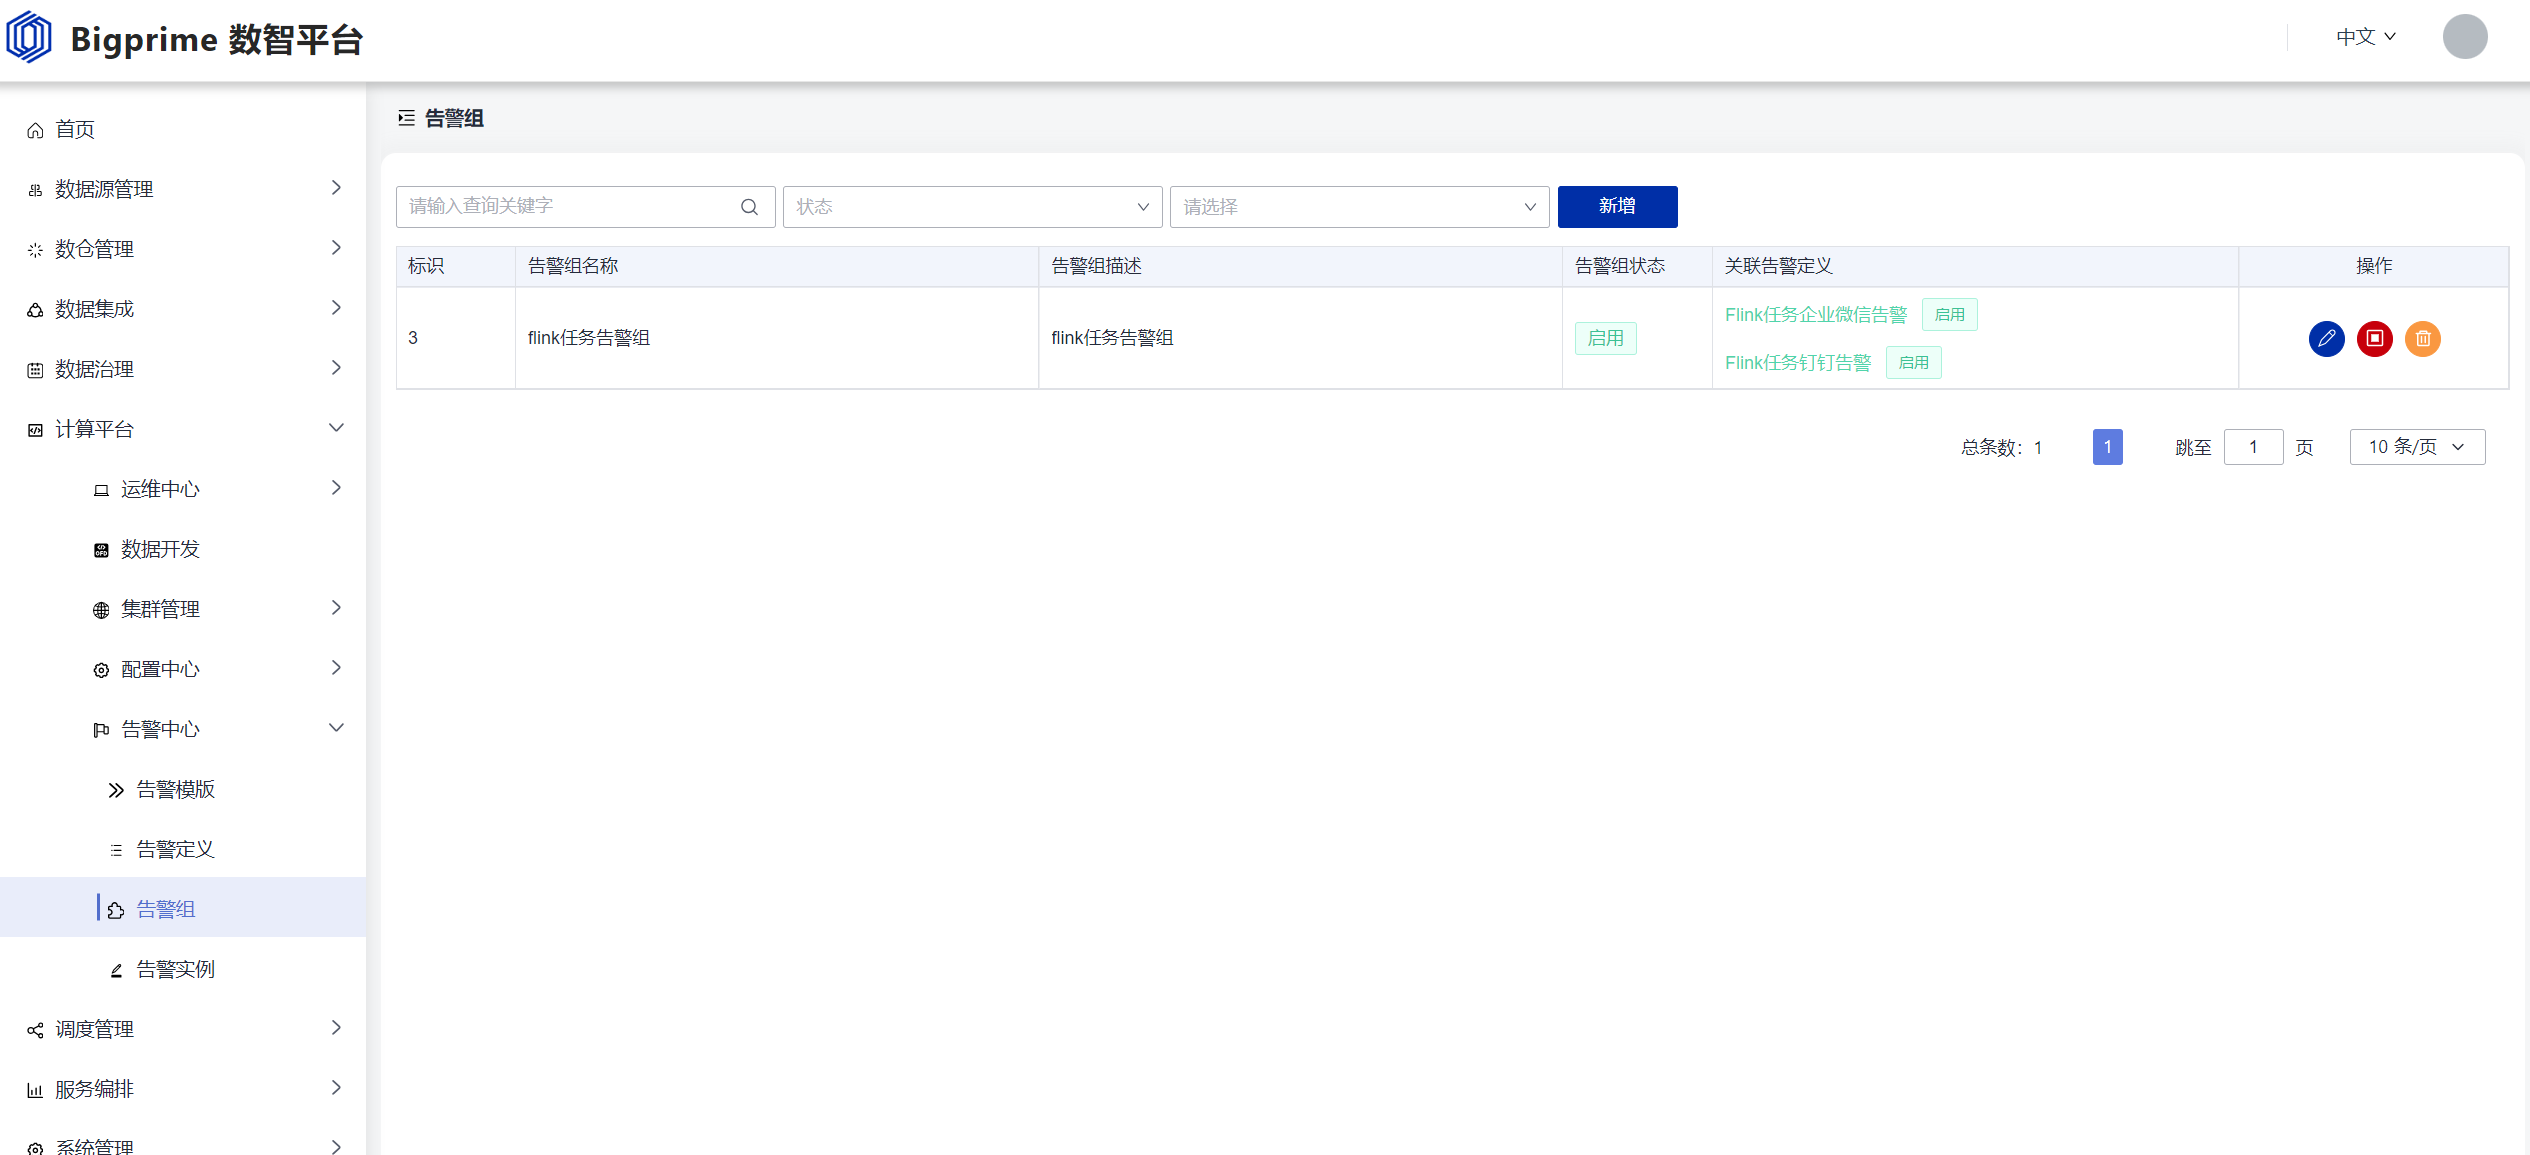 Bigprime 数智平台
中文
首页
数据源管理
数仓管理
数据集成
数据治理
计算平台
运维中心
数据开发
集群管理
配置中心
告警中心
告警模版
告警定义
告警组
告警实例
调度管理
服务编排
系统管理
告警组
请输入查询关键字 状态 请选择 新增
标识 告警组名称 告警组描述 告警组状态 关联告警定义 操作
3 flink任务告警组 flink任务告警组 启用
Flink任务企业微信告警 启用
Flink任务钉钉告警 启用
总条数：1 1 跳至 1 页 10 条/页